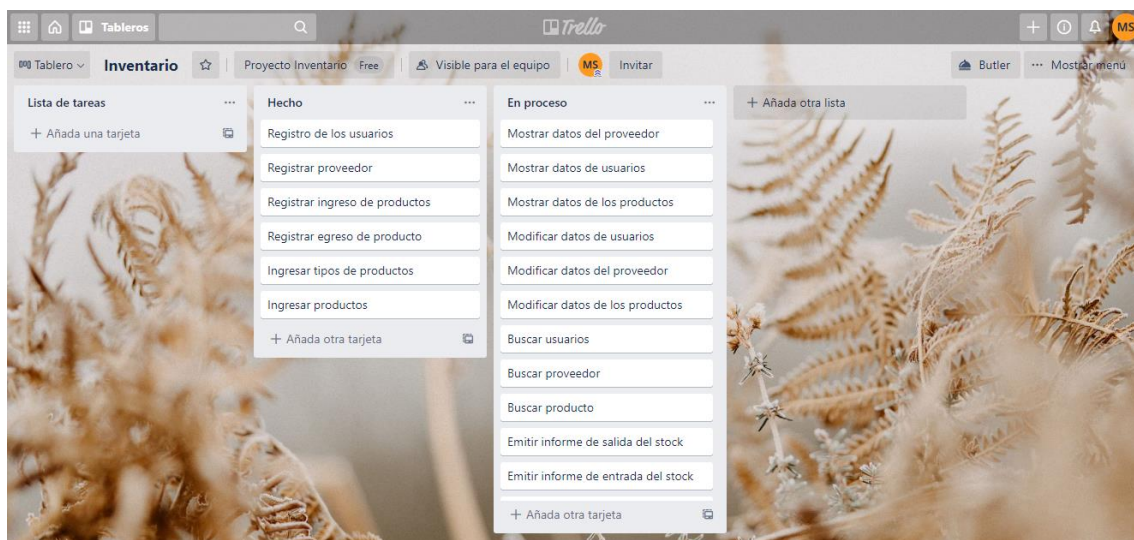 Tableros
Trello
MS
Tablero
Inventario
Proyecto Inventario Free
Visible para el equipo
MS
Invitar
Butler
Mostrar menú
Lista de tareas
+ Añada una tarjeta
Hecho
Registro de los usuarios
Registrar proveedor
Registrar ingreso de productos
Registrar egreso de producto
Ingresar tipos de productos
Ingresar productos
+ Añada otra tarjeta
En proceso
Mostrar datos del proveedor
Mostrar datos de usuarios
Mostrar datos de los productos
Modificar datos de usuarios
Modificar datos del proveedor
Modificar datos de los productos
Buscar usuarios
Buscar proveedor
Buscar producto
Emitir informe de salida del stock
Emitir informe de entrada del stock
+ Añada otra tarjeta
+ Añada otra lista